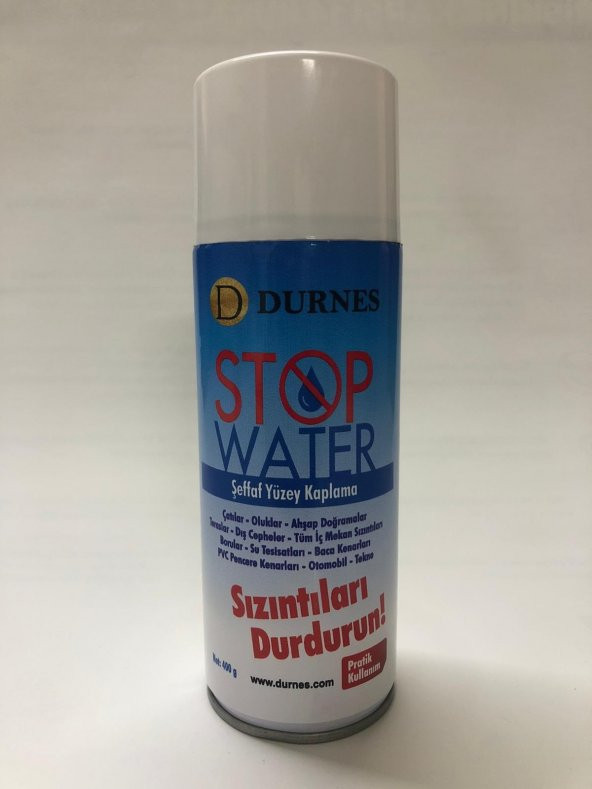 D DURNES
STOP
WATER
Şeffaf Yüzey Kaplama
Çatılar - Oluklar - Ahşap Doğramalar
Teraslar - Dış Cepheler - Tüm İç Mekan Sızıntıları
Borular - Su Tesisatları - Baca Kenarları
PVC Pencere Kenarları - Otomobil - Tekne
Sızıntıları
Durdurun!
Net: 400 g
www.durnes.com
Pratik
Kullanım